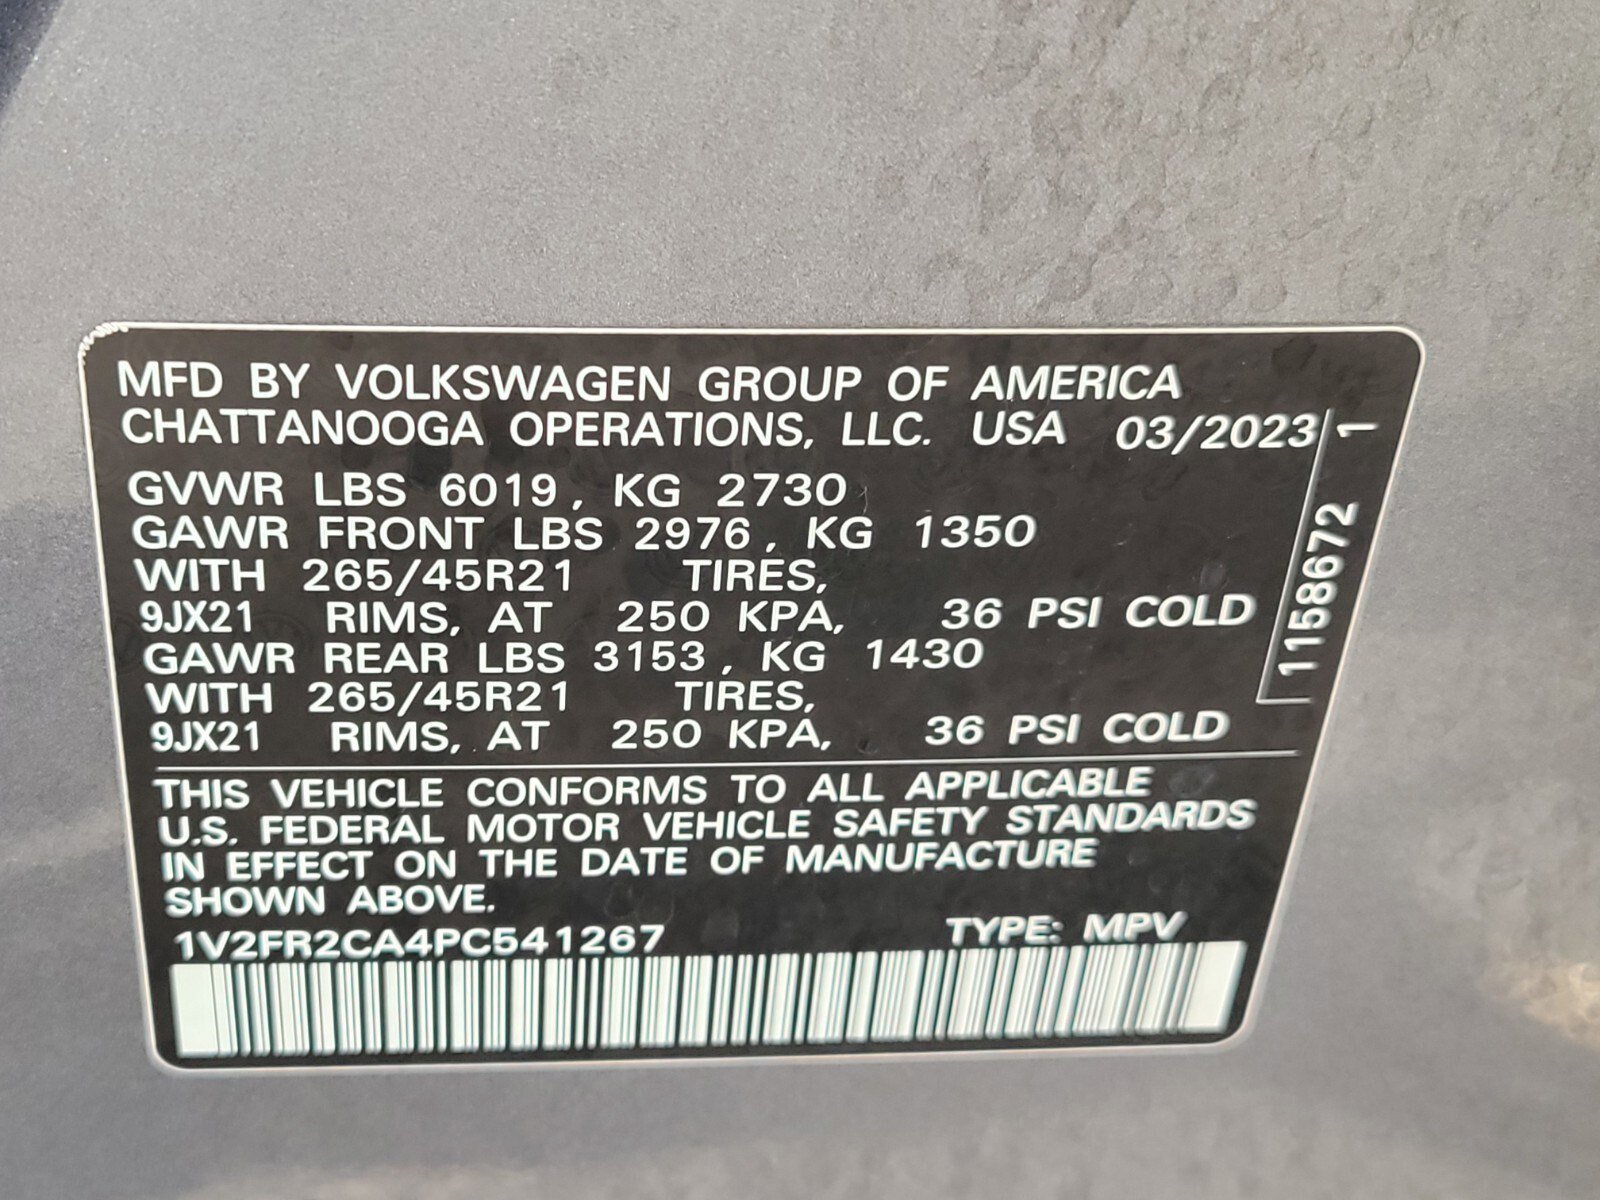 MFD BY VOLKSWAGEN GROUP OF AMERICA
CHATTANOOGA OPERATIONS, LLC. USA 03/2023
GVWR LBS 6019, KG 2730
GAWR FRONT LBS 2976, KG 1350
WITH 265/45R21 TIRES,
9JX21 RIMS, AT 250 KPA, 36 PSI COLD
GAWR REAR LBS 3153, KG 1430
WITH 265/45R21 TIRES,
9JX21 RIMS, AT 250 KPA, 36 PSI COLD
1158672 1
THIS VEHICLE CONFORMS TO ALL APPLICABLE
U.S. FEDERAL MOTOR VEHICLE SAFETY STANDARDS
IN EFFECT ON THE DATE OF MANUFACTURE
SHOWN ABOVE.
1V2FR2CA4PC541267 TYPE: MPV